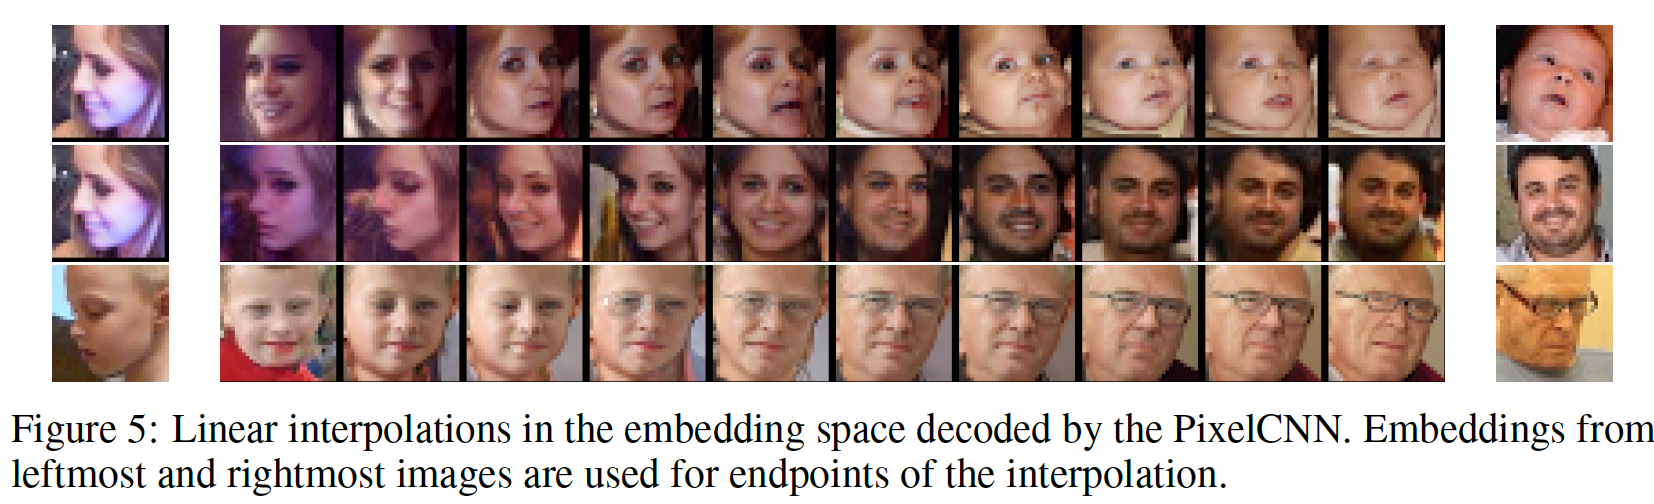 Figure 5: Linear interpolations in the embedding space decoded by the PixelCNN. Embeddings from
leftmost and rightmost images are used for endpoints of the interpolation.